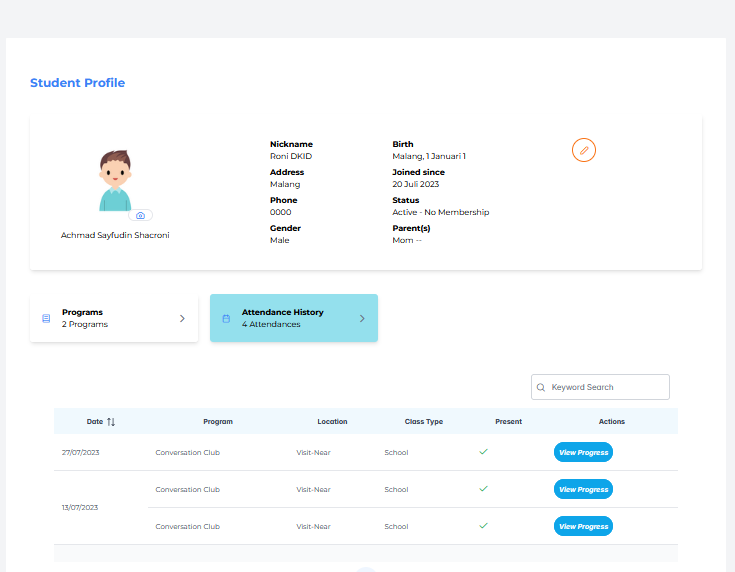 Student Profile
Nickname
Roni DKID
Birth
Malang, 1 Januari 1
Address
Malang
Joined since
20 Juli 2023
Phone
0000
Status
Active - No Membership
Gender
Male
Parent(s)
Mom --
Achmad Sayfudin Shacroni
Programs
2 Programs
Attendance History
4 Attendances
Keyword Search
Date Program Location Class Type Present Actions
27/07/2023 Conversation Club Visit-Near School View Progress
13/07/2023
Conversation Club Visit-Near School View Progress
Conversation Club Visit-Near School View Progress